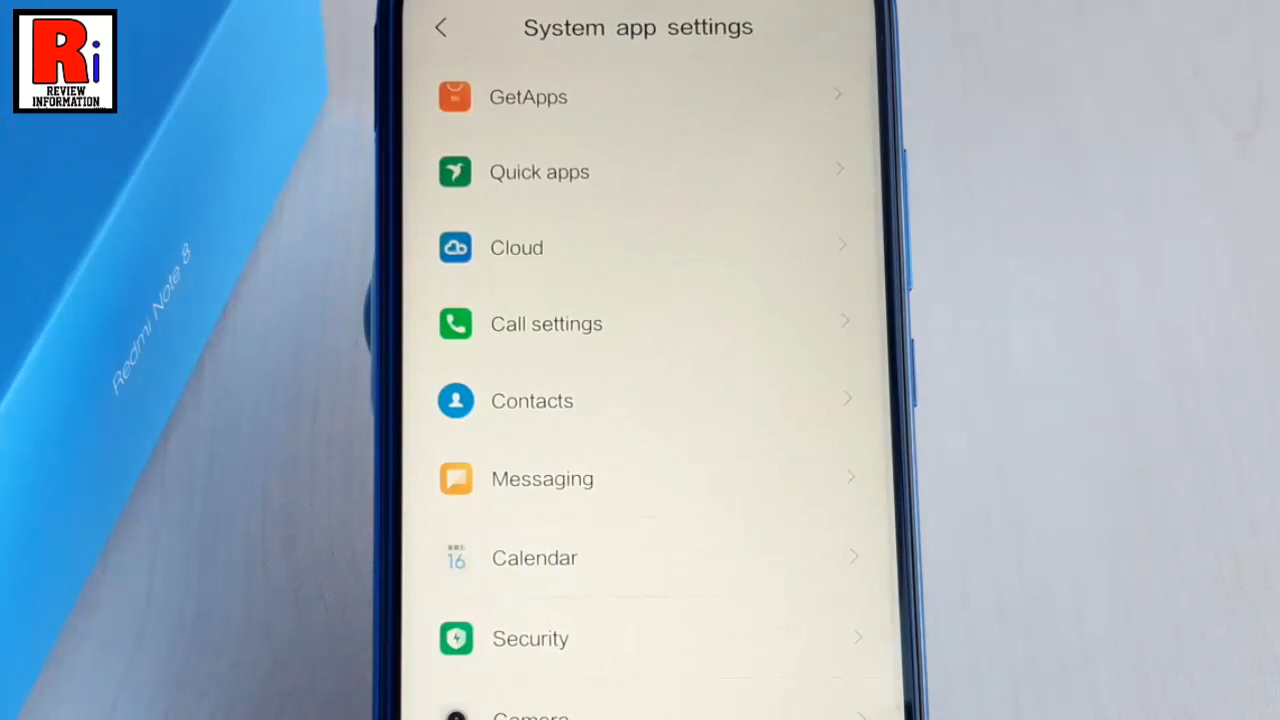 Ri
REVIEW
INFORMATION
Redmi Note 8
System app settings
GetApps
Quick apps
Cloud
Call settings
Contacts
Messaging
16
Calendar
Security
Camera